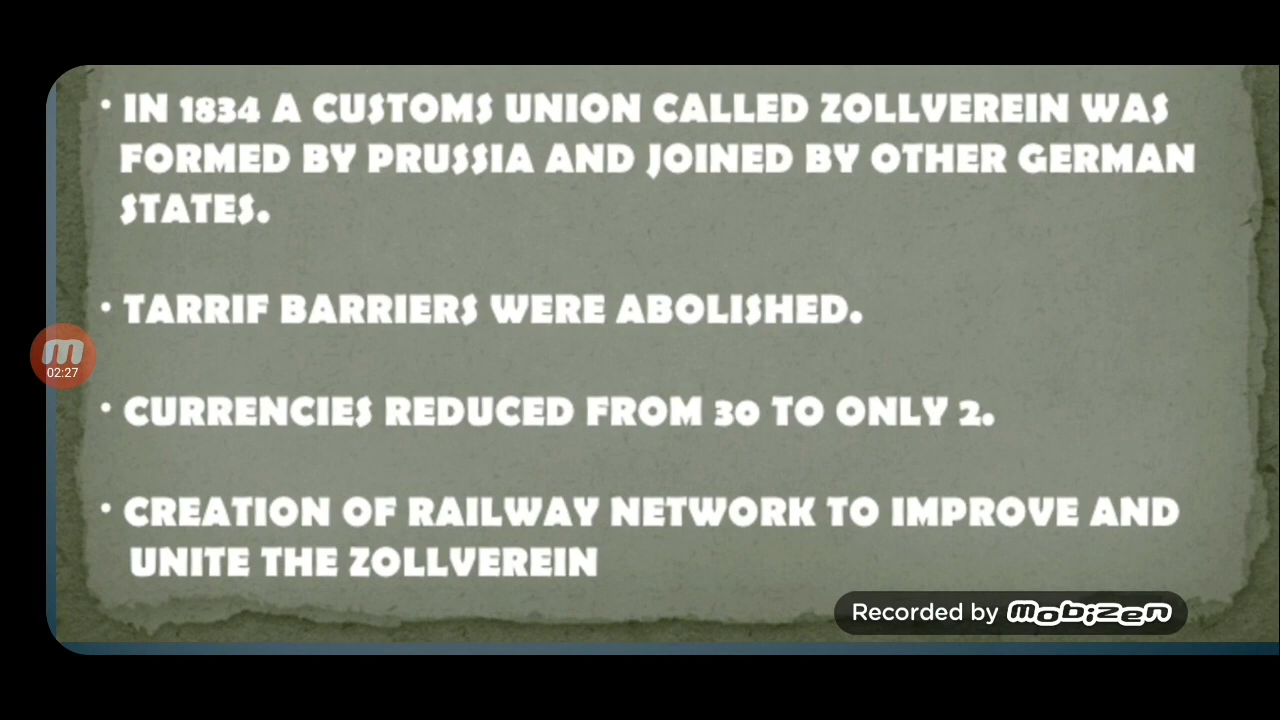 • IN 1834 A CUSTOMS UNION CALLED ZOLLVEREIN WAS
FORMED BY PRUSSIA AND JOINED BY OTHER GERMAN
STATES.
• TARRIF BARRIERS WERE ABOLISHED.
• CURRENCIES REDUCED FROM 30 TO ONLY 2.
• CREATION OF RAILWAY NETWORK TO IMPROVE AND
UNITE THE ZOLLVEREIN
m
02:27
Recorded by mobizen